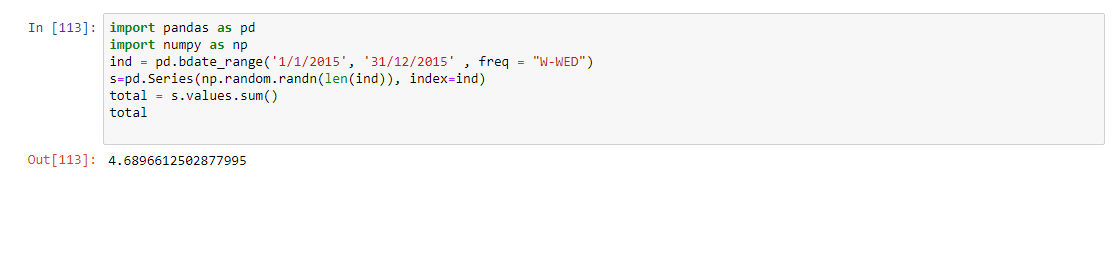 In [113]: import pandas as pd
import numpy as np
ind = pd.bdate_range('1/1/2015', '31/12/2015' , freq = "W-WED")
s=pd.Series(np.random.randn(len(ind)), index=ind)
total = s.values.sum()
total
Out[113]: 4.6896612502877995